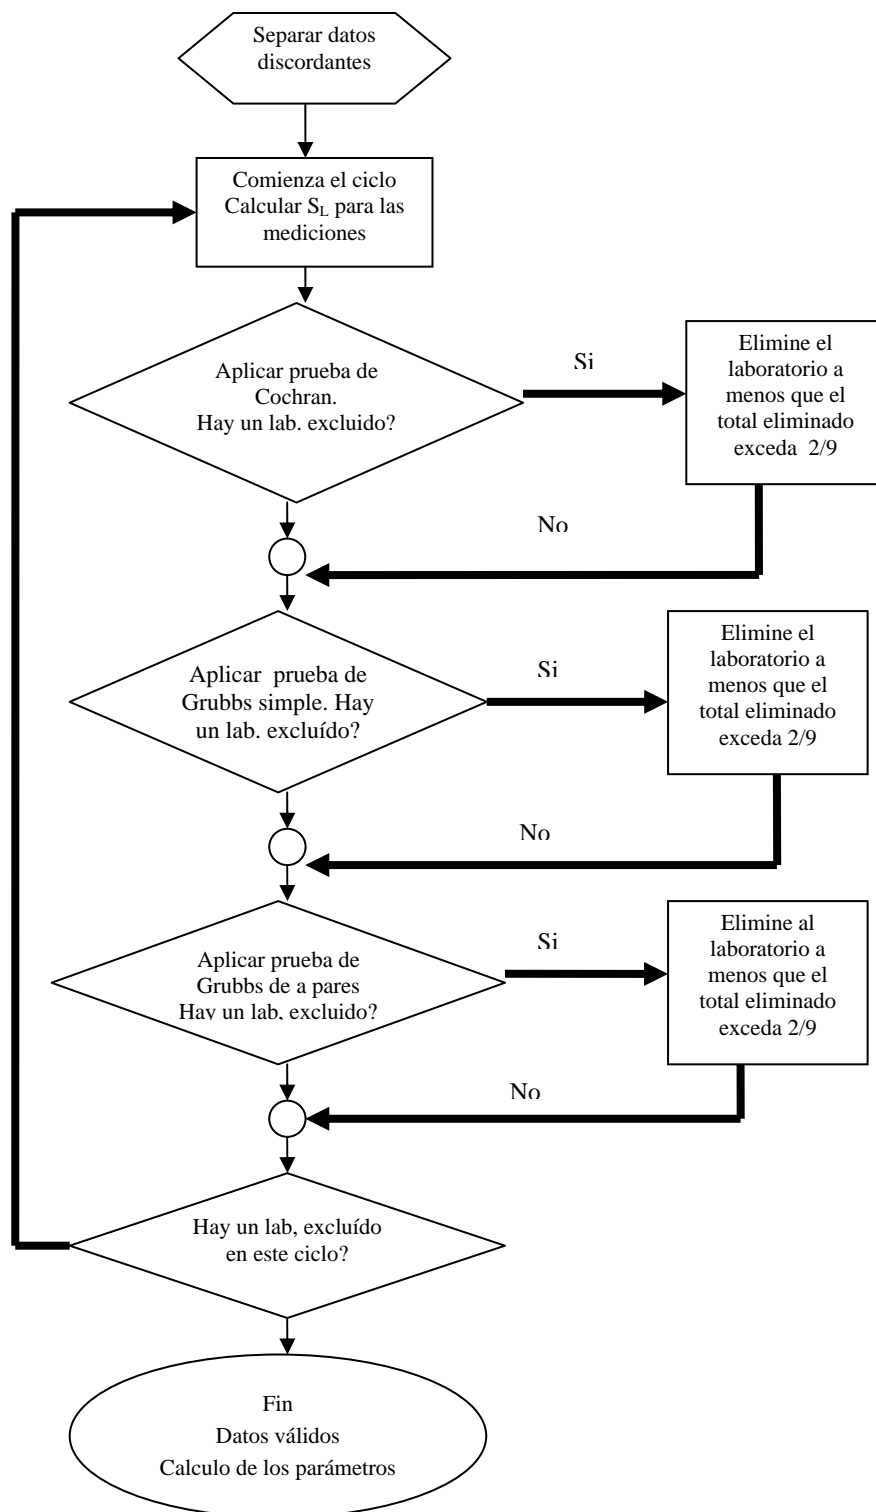 Separar datos
discordantes
Comienza el ciclo
Calcular SL para las
mediciones
Aplicar prueba de
Cochran.
Hay un lab. excluido?
Si
Elimine el
laboratorio a
menos que el
total eliminado
exceda 2/9
No
Aplicar prueba de
Grubbs simple. Hay
un lab. excluído?
Si
Elimine el
laboratorio a
menos que el
total eliminado
exceda 2/9
No
Aplicar prueba de
Grubbs de a pares
Hay un lab, excluido?
Si
Elimine al
laboratorio a
menos que el
total eliminado
exceda 2/9
No
Hay un lab, excluído
en este ciclo?
Fin
Datos válidos
Calculo de los parámetros